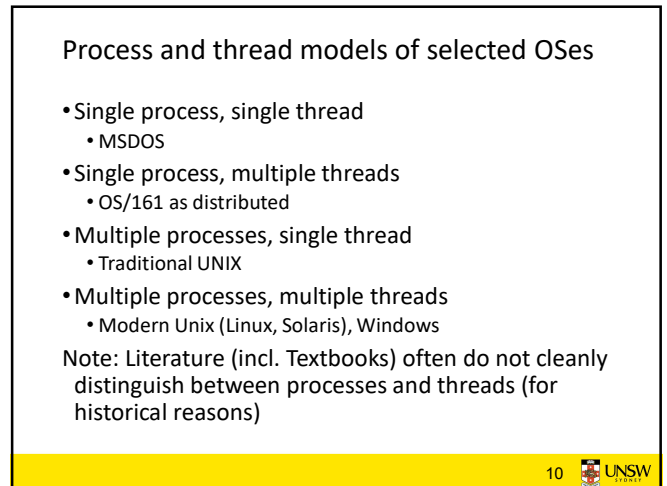 Process and thread models of selected OSes
•Single process, single thread
• MSDOS
•Single process, multiple threads
• OS/161 as distributed
•Multiple processes, single thread
• Traditional UNIX
•Multiple processes, multiple threads
• Modern Unix (Linux, Solaris), Windows
Note: Literature (incl. Textbooks) often do not cleanly
distinguish between processes and threads (for
historical reasons)
10 UNSW
SYDNEY